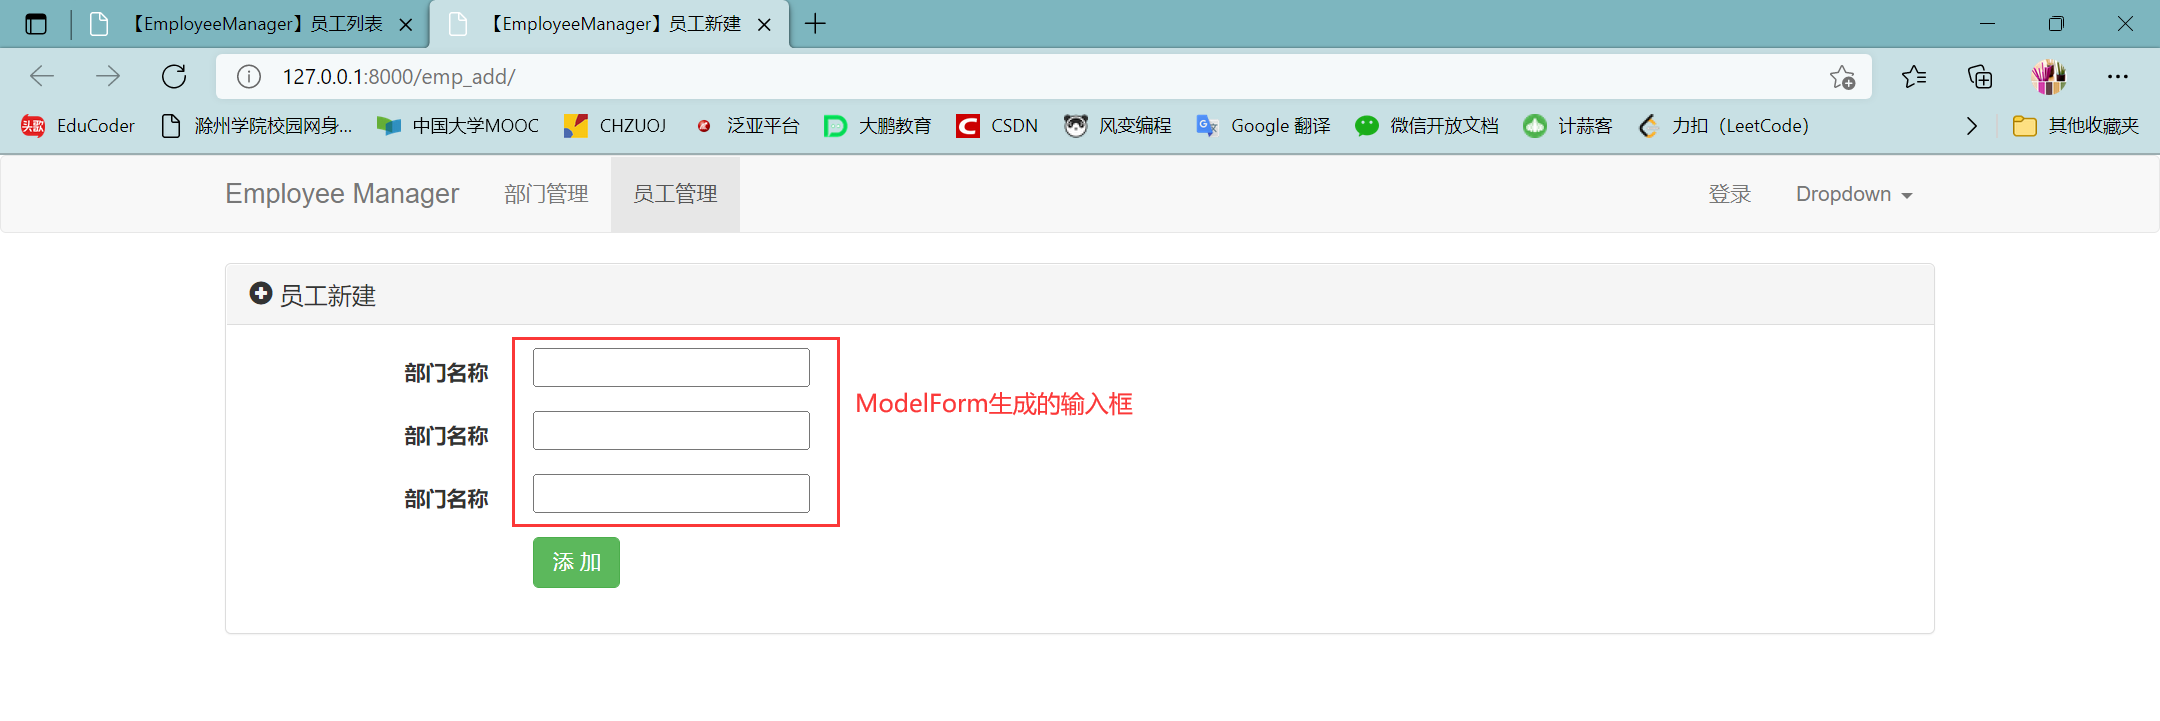 【EmployeeManager】员工列表
【EmployeeManager】员工新建
127.0.0.1:8000/emp_add/
头歌 EduCoder
滁州学院校园网身...
中国大学MOOC
CHZUOJ
泛亚平台
大鹏教育
CSDN
风变编程
Google 翻译
微信开放文档
计蒜客
力扣（LeetCode）
其他收藏夹
Employee Manager
部门管理
员工管理
登录
Dropdown
员工新建
部门名称
ModelForm生成的输入框
部门名称
部门名称
添 加